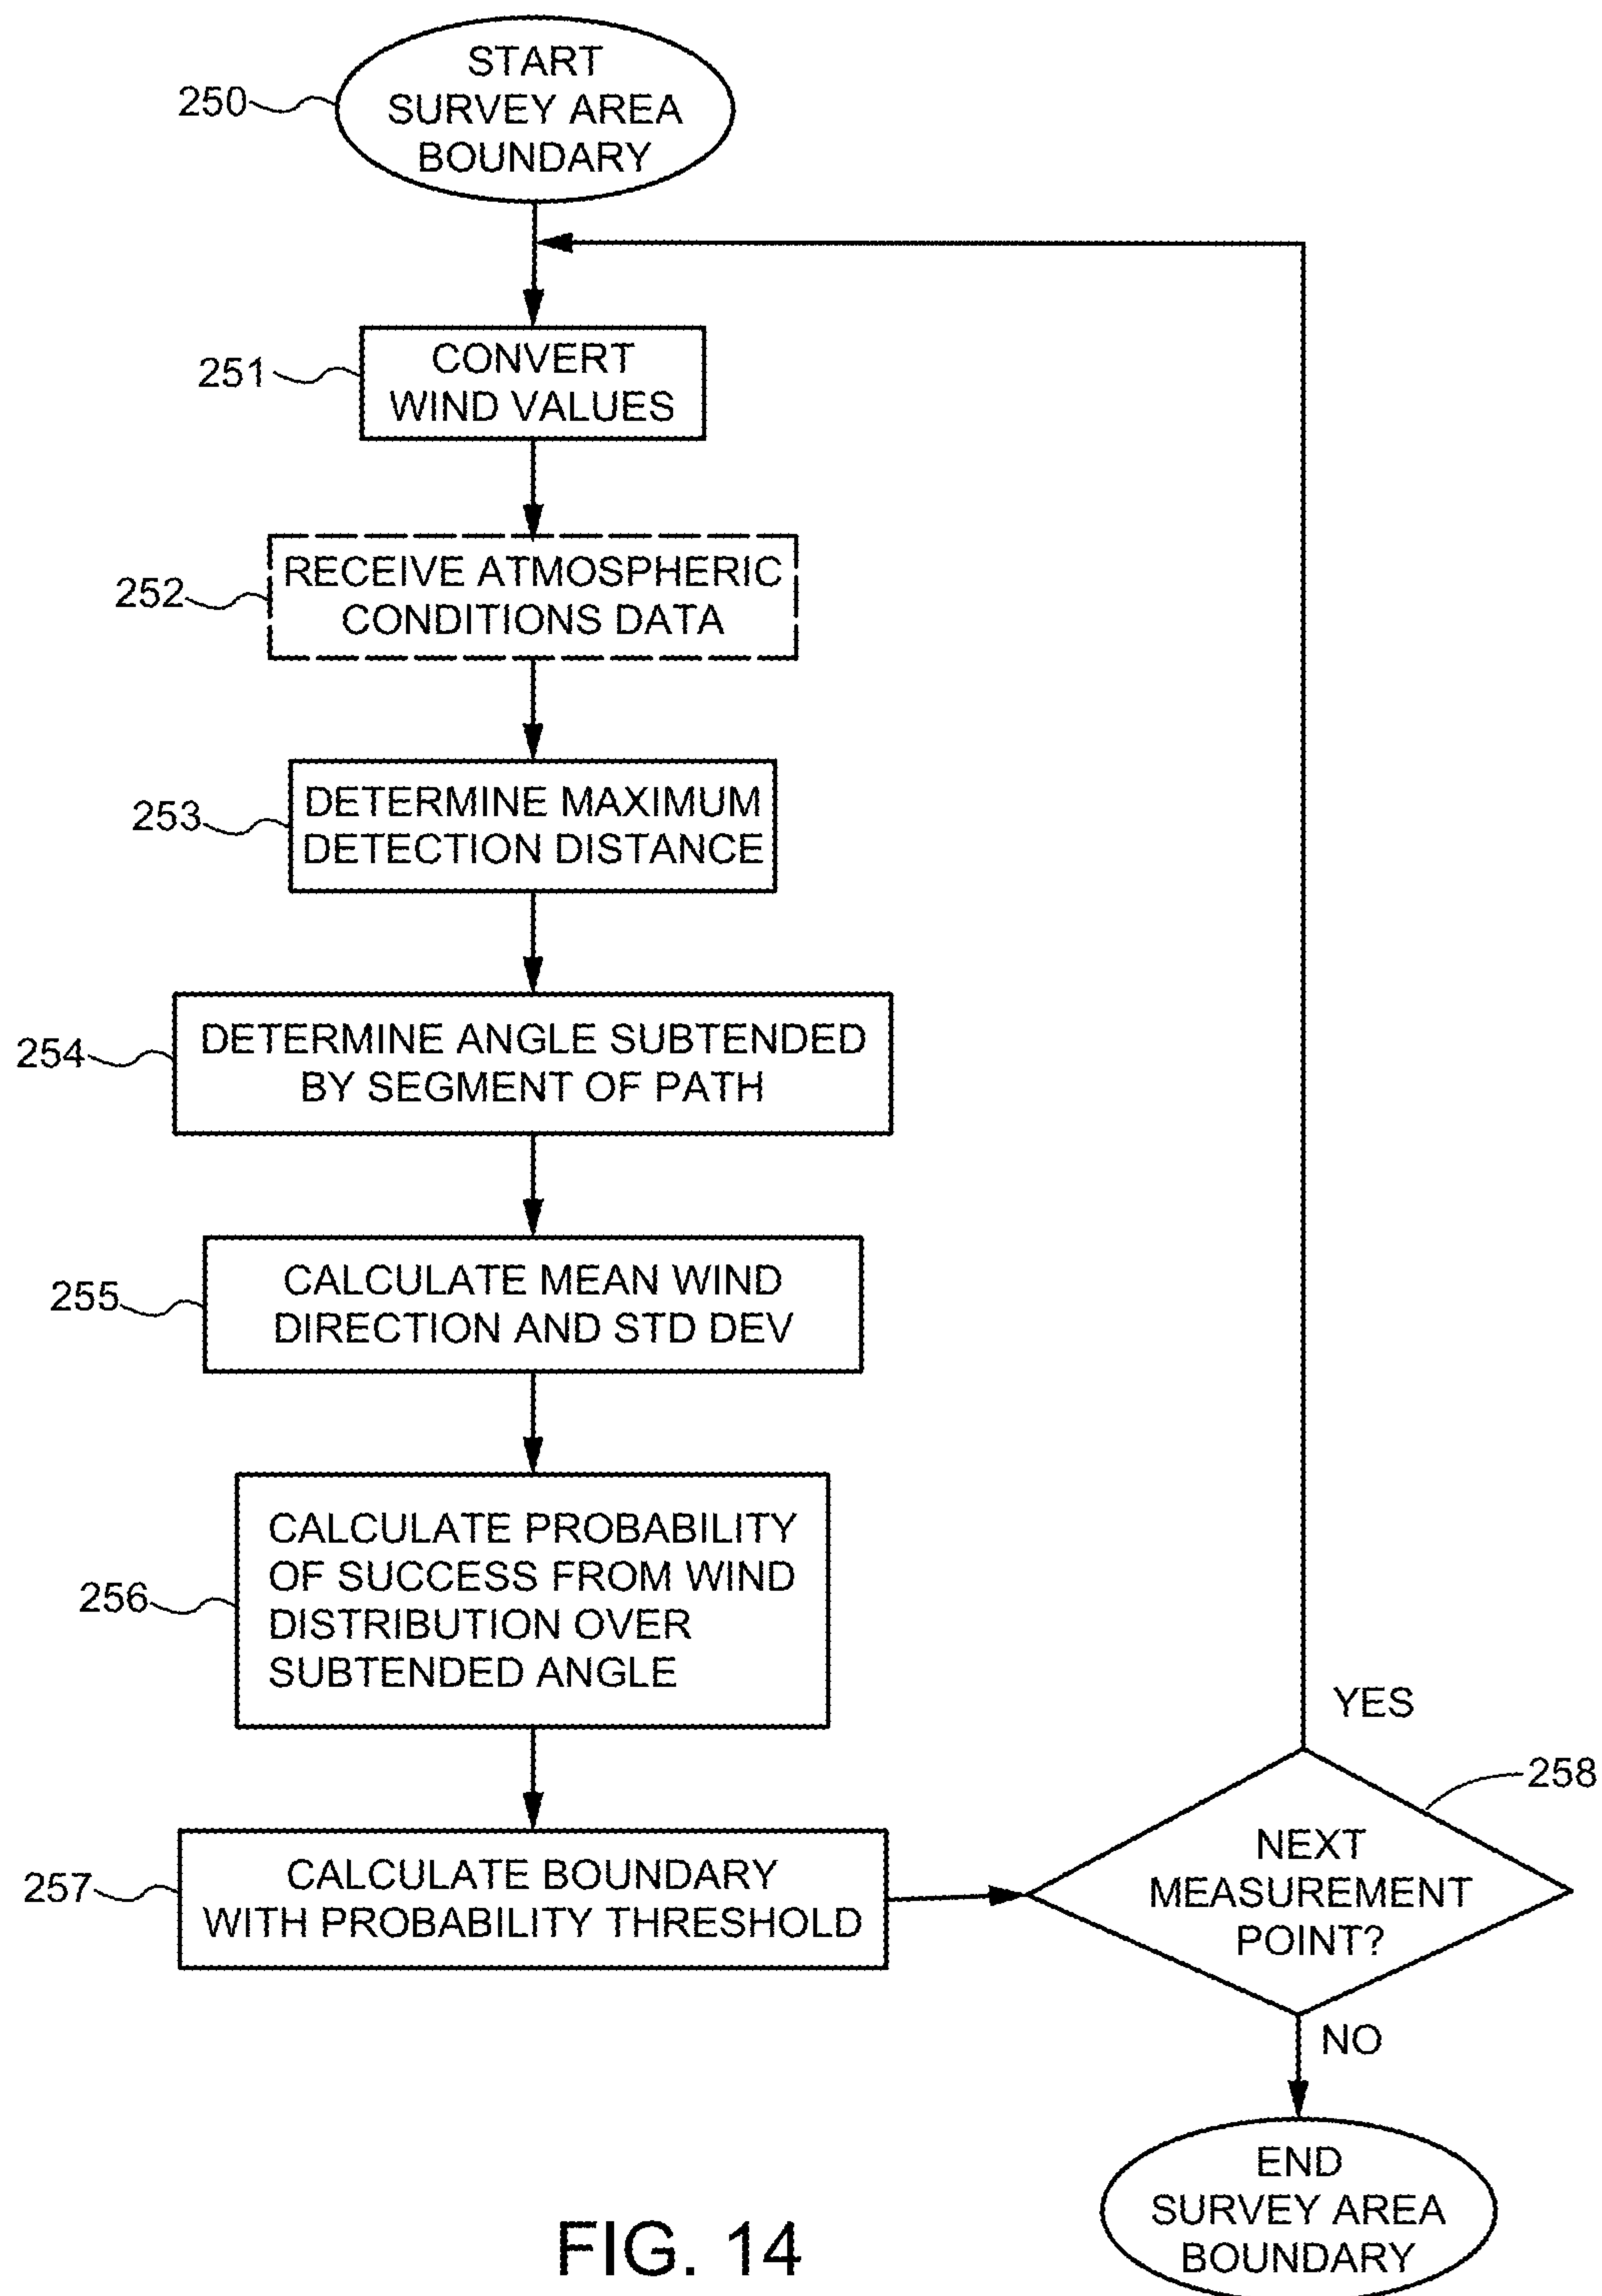 START
SURVEY AREA
BOUNDARY
250
CONVERT
WIND VALUES
251
RECEIVE ATMOSPHERIC
CONDITIONS DATA
252
DETERMINE MAXIMUM
DETECTION DISTANCE
253
DETERMINE ANGLE SUBTENDED
BY SEGMENT OF PATH
254
CALCULATE MEAN WIND
DIRECTION AND STD DEV
255
CALCULATE PROBABILITY
OF SUCCESS FROM WIND
DISTRIBUTION OVER
SUBTENDED ANGLE
256
CALCULATE BOUNDARY
WITH PROBABILITY THRESHOLD
257
YES
258
NEXT
MEASUREMENT
POINT?
NO
END
SURVEY AREA
BOUNDARY
FIG. 14